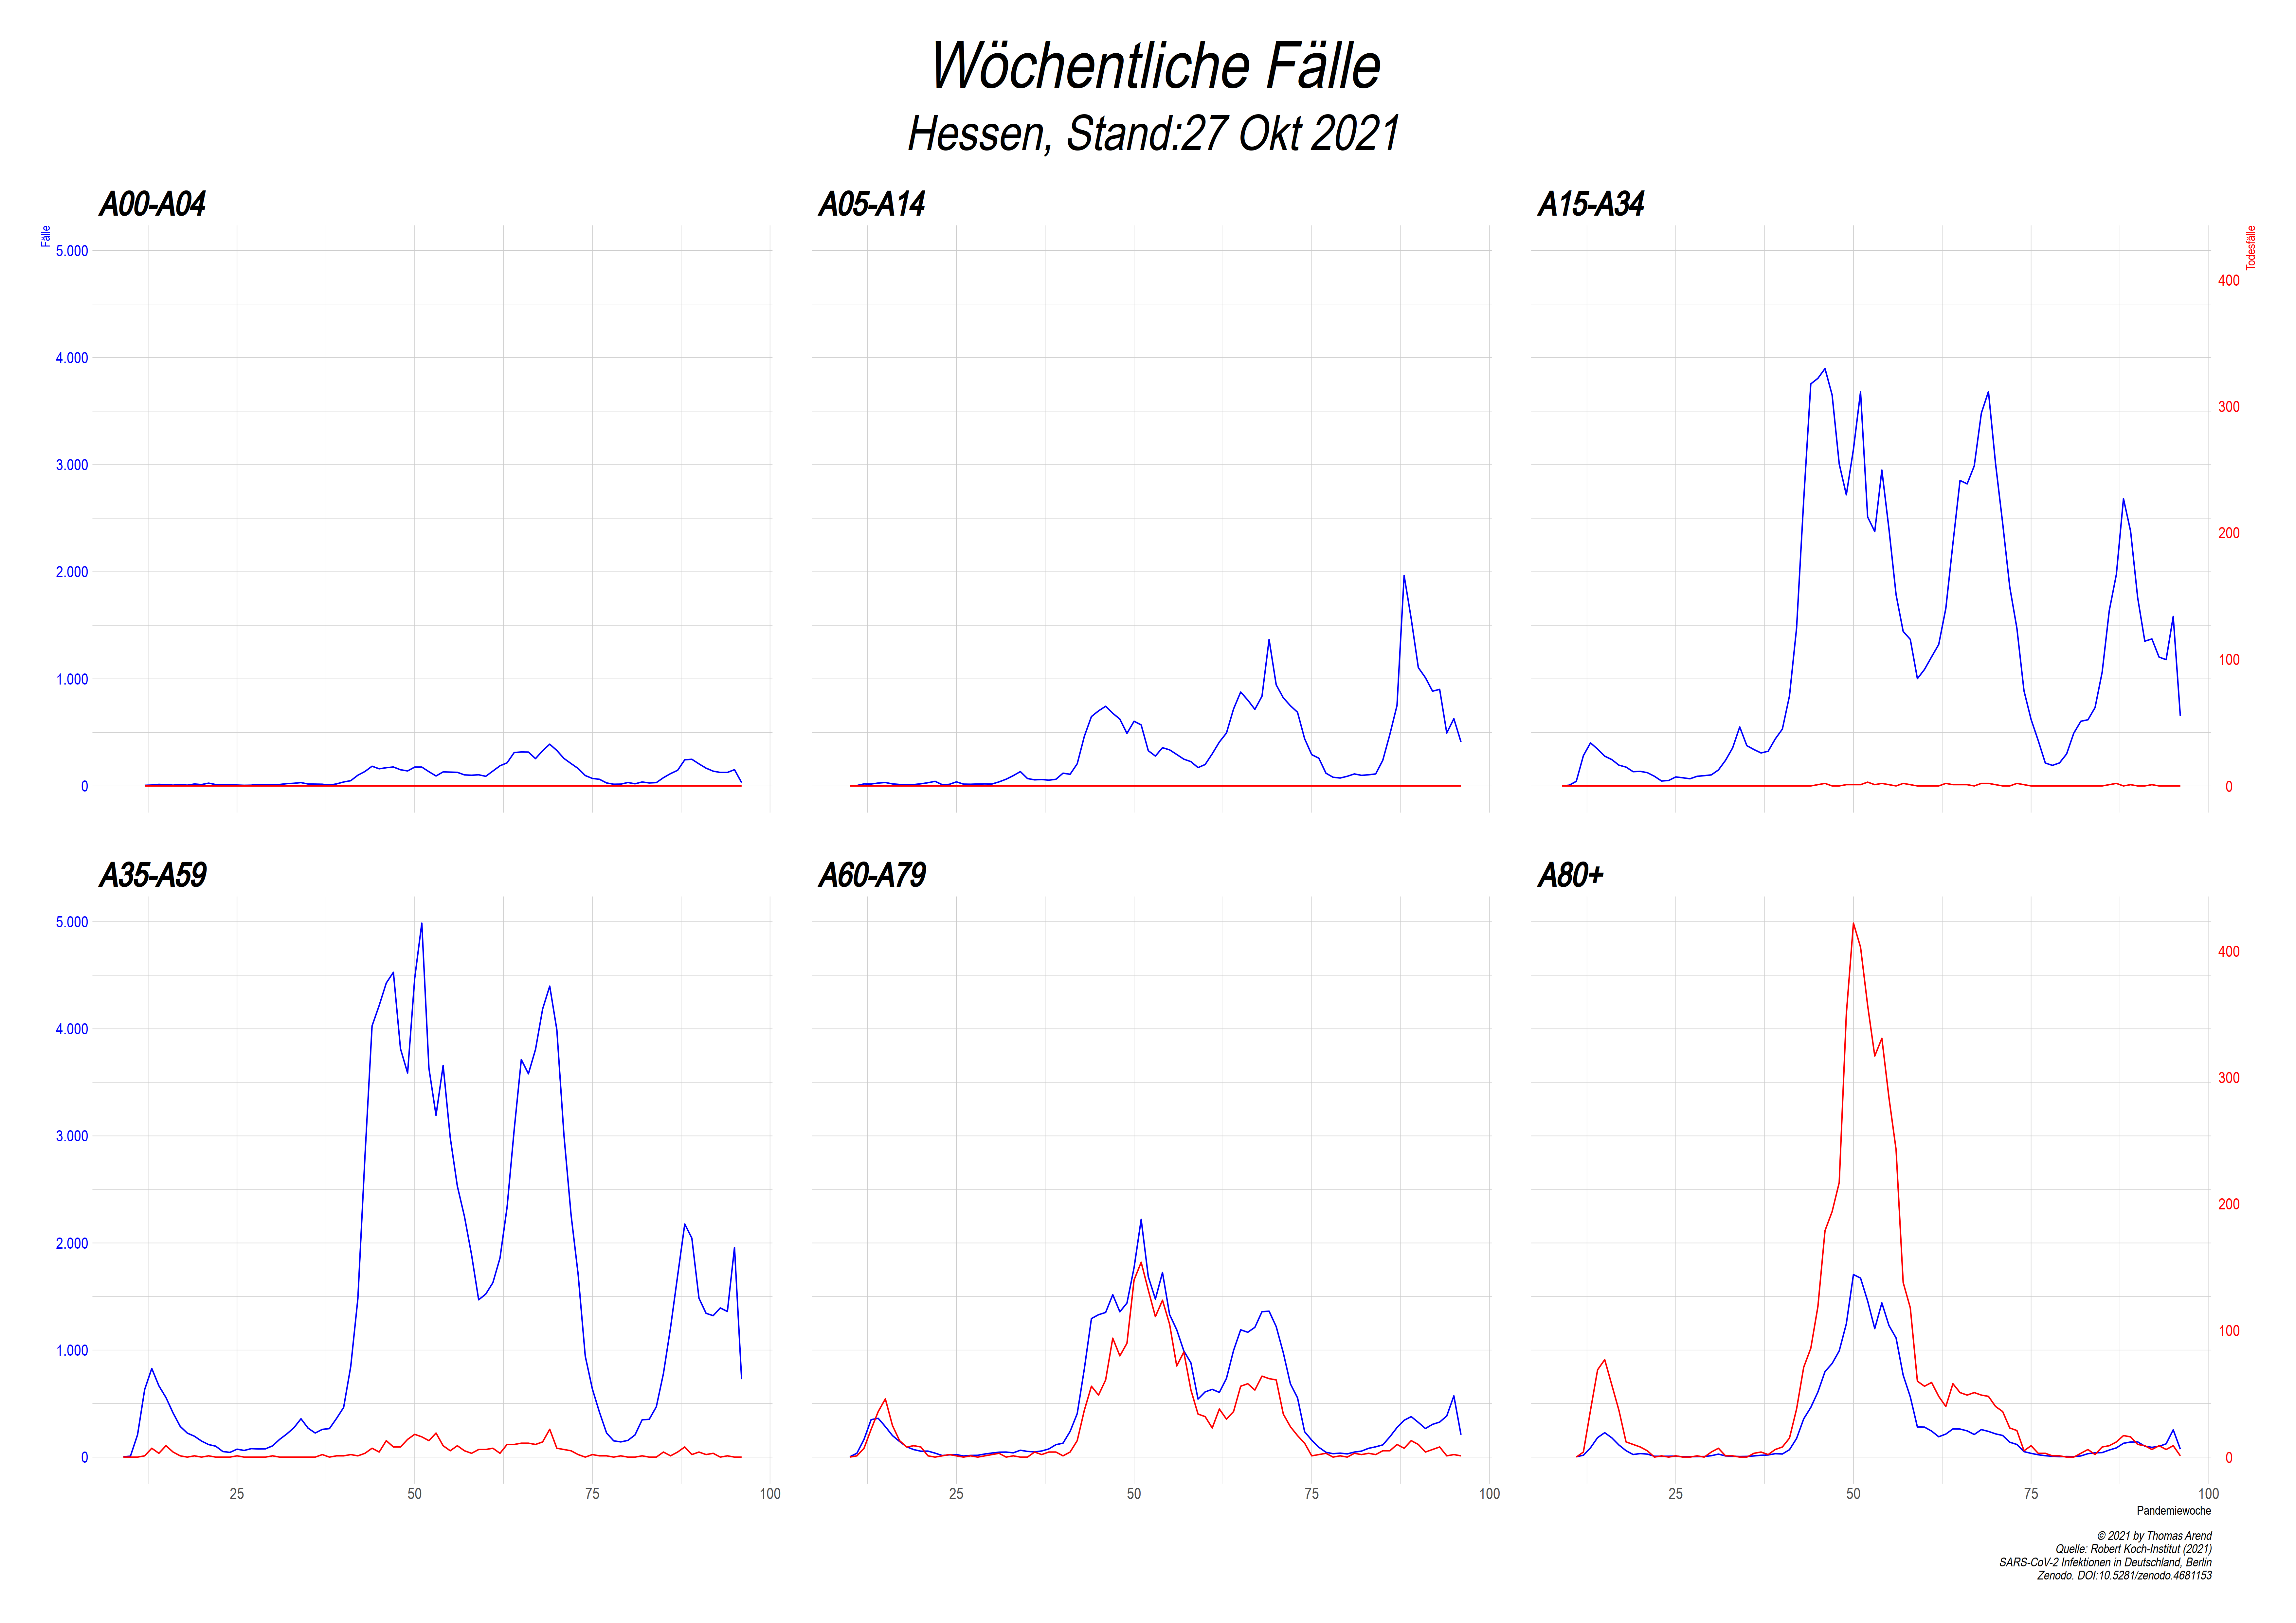 Wöchentliche Fälle
Hessen, Stand:27 Okt 2021
A00-A04
A05-A14
A15-A34
Fälle
Todesfälle
5.000
4.000
3.000
2.000
1.000
0
400
300
200
100
0
A35-A59
A60-A79
A80+
5.000
4.000
3.000
2.000
1.000
0
400
300
200
100
0
25 50 75 100
25 50 75 100
25 50 75 100
Pandemiewoche
© 2021 by Thomas Arend
Quelle: Robert Koch-Institut (2021)
SARS-CoV-2 Infektionen in Deutschland, Berlin
Zenodo. DOI:10.5281/zenodo.4681153